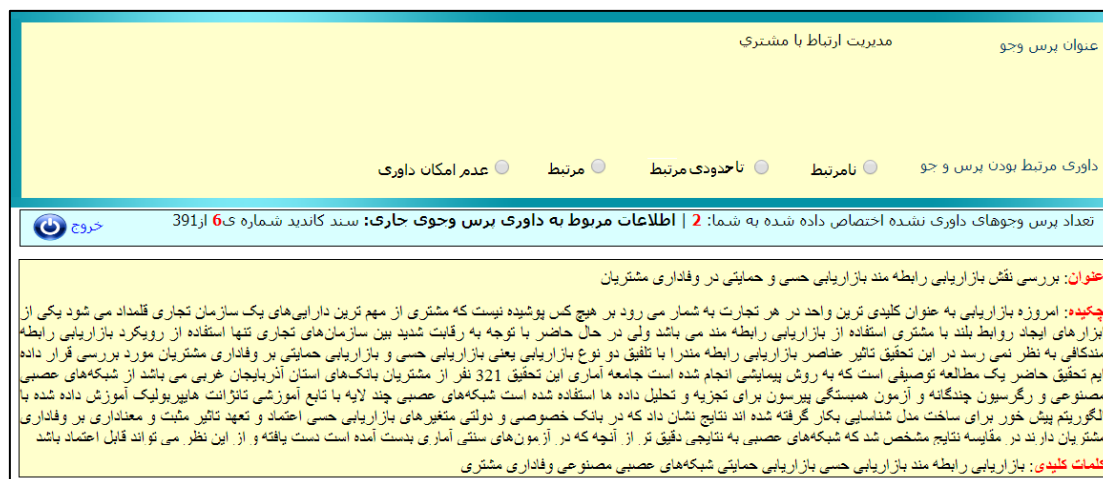 عنوان پرس وجو مدیریت ارتباط با مشتري
داوری مرتبط بودن پرس و جو نامرتبط تاحدودی مرتبط مرتبط عدم امکان داوری
تعداد پرس وجوهای داوری نشده اختصاص داده شده به شما: 2 | اطلاعات مربوط به داوری پرس وجوی جاری: سند کاندید شماره ی6 از391 خروج
عنوان: بررسی نقش بازاریابی رابطه مند بازاریابی حسی و حمایتی در وفاداری مشتریان
چکیده: امروزه بازاریابی به عنوان کلیدی ترین واحد در هر تجارت به شمار می رود بر هیچ کس پوشیده نیست که مشتری از مهم ترین دارایی‌های یک سازمان تجاری قلمداد می شود یکی از
ابزارهای ایجاد روابط بلند با مشتری استفاده از بازاریابی رابطه مند می باشد ولی در حال حاضر با توجه به رقابت شدید بین سازمان‌های تجاری تنها استفاده از رویکرد بازاریابی رابطه
مندکافی به نظر نمی رسد در این تحقیق تاثیر عناصر بازاریابی رابطه مندرا با تلفیق دو نوع بازاریابی یعنی بازاریابی حسی و بازاریابی حمایتی بر وفاداری مشتریان مورد بررسی قرار داده
ایم تحقیق حاضر یک مطالعه توصیفی است که به روش پیمایشی انجام شده است جامعه آماری این تحقیق 321 نفر از مشتریان بانک‌های استان آذربایجان غربی می باشد از شبکه‌های عصبی
مصنوعی و رگرسیون چندگانه و آزمون همبستگی پیرسون برای تجزیه و تحلیل داده ها استفاده شده است شبکه‌های عصبی چند لایه با تابع آموزشی تانژانت هایپربولیک آموزش داده شده با
الگوریتم پیش خور برای ساخت مدل شناسایی بکار گرفته شده اند نتایج نشان داد که در بانک خصوصی و دولتی متغیرهای بازاریابی حسی اعتماد و تعهد تاثیر مثبت و معناداری بر وفاداری
مشتریان دارند در مقایسه نتایج مشخص شد که شبکه‌های عصبی به نتایجی دقیق تر از آنچه که در آزمون‌های سنتی آماری بدست آمده است دست یافته و از این نظر می تواند قابل اعتماد باشد
کلمات کلیدی: بازاریابی رابطه مند بازاریابی حسی بازاریابی حمایتی شبکه‌های عصبی مصنوعی وفاداری مشتری